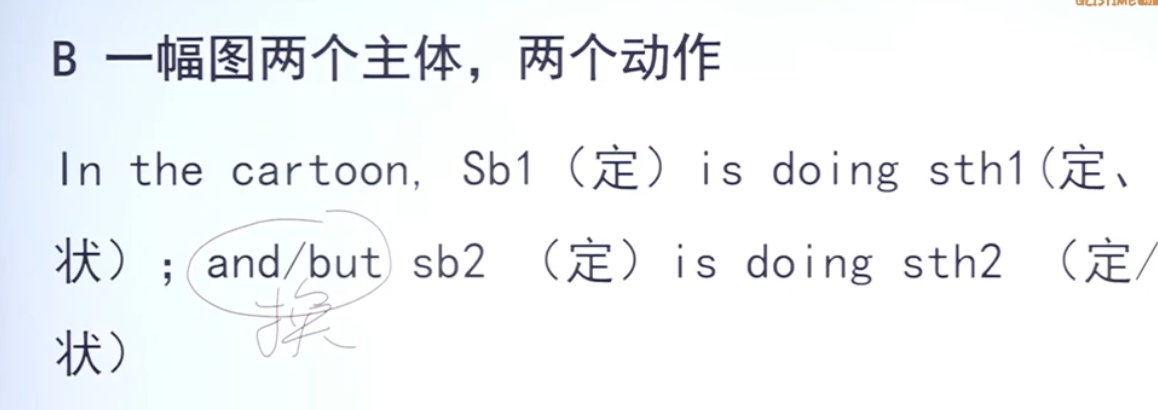 B 一幅图两个主体，两个动作
In the cartoon, Sb1（定）is doing sth1(定、
状）；and/but sb2 （定）is doing sth2 （定/
状）
换